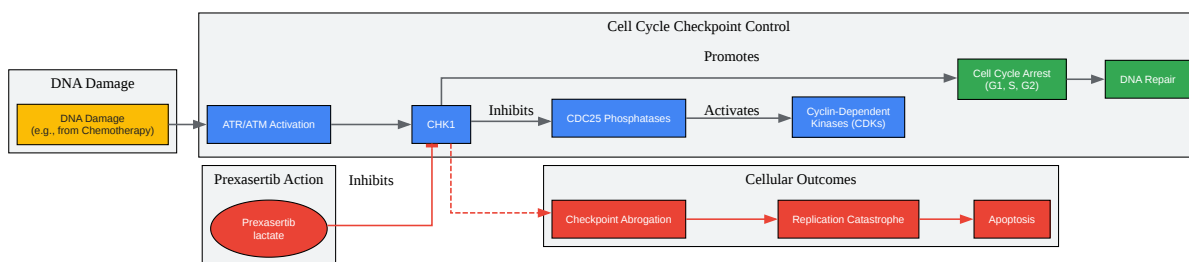 Cell Cycle Checkpoint Control
Promotes
DNA Damage
DNA Damage
(e.g., from Chemotherapy)
ATR/ATM Activation
CHK1
Inhibits
CDC25 Phosphatases
Activates
Cyclin-Dependent
Kinases (CDKs)
Cell Cycle Arrest
(G1, S, G2)
DNA Repair
Prexasertib Action
Inhibits
Prexasertib
lactate
Cellular Outcomes
Checkpoint Abrogation
Replication Catastrophe
Apoptosis